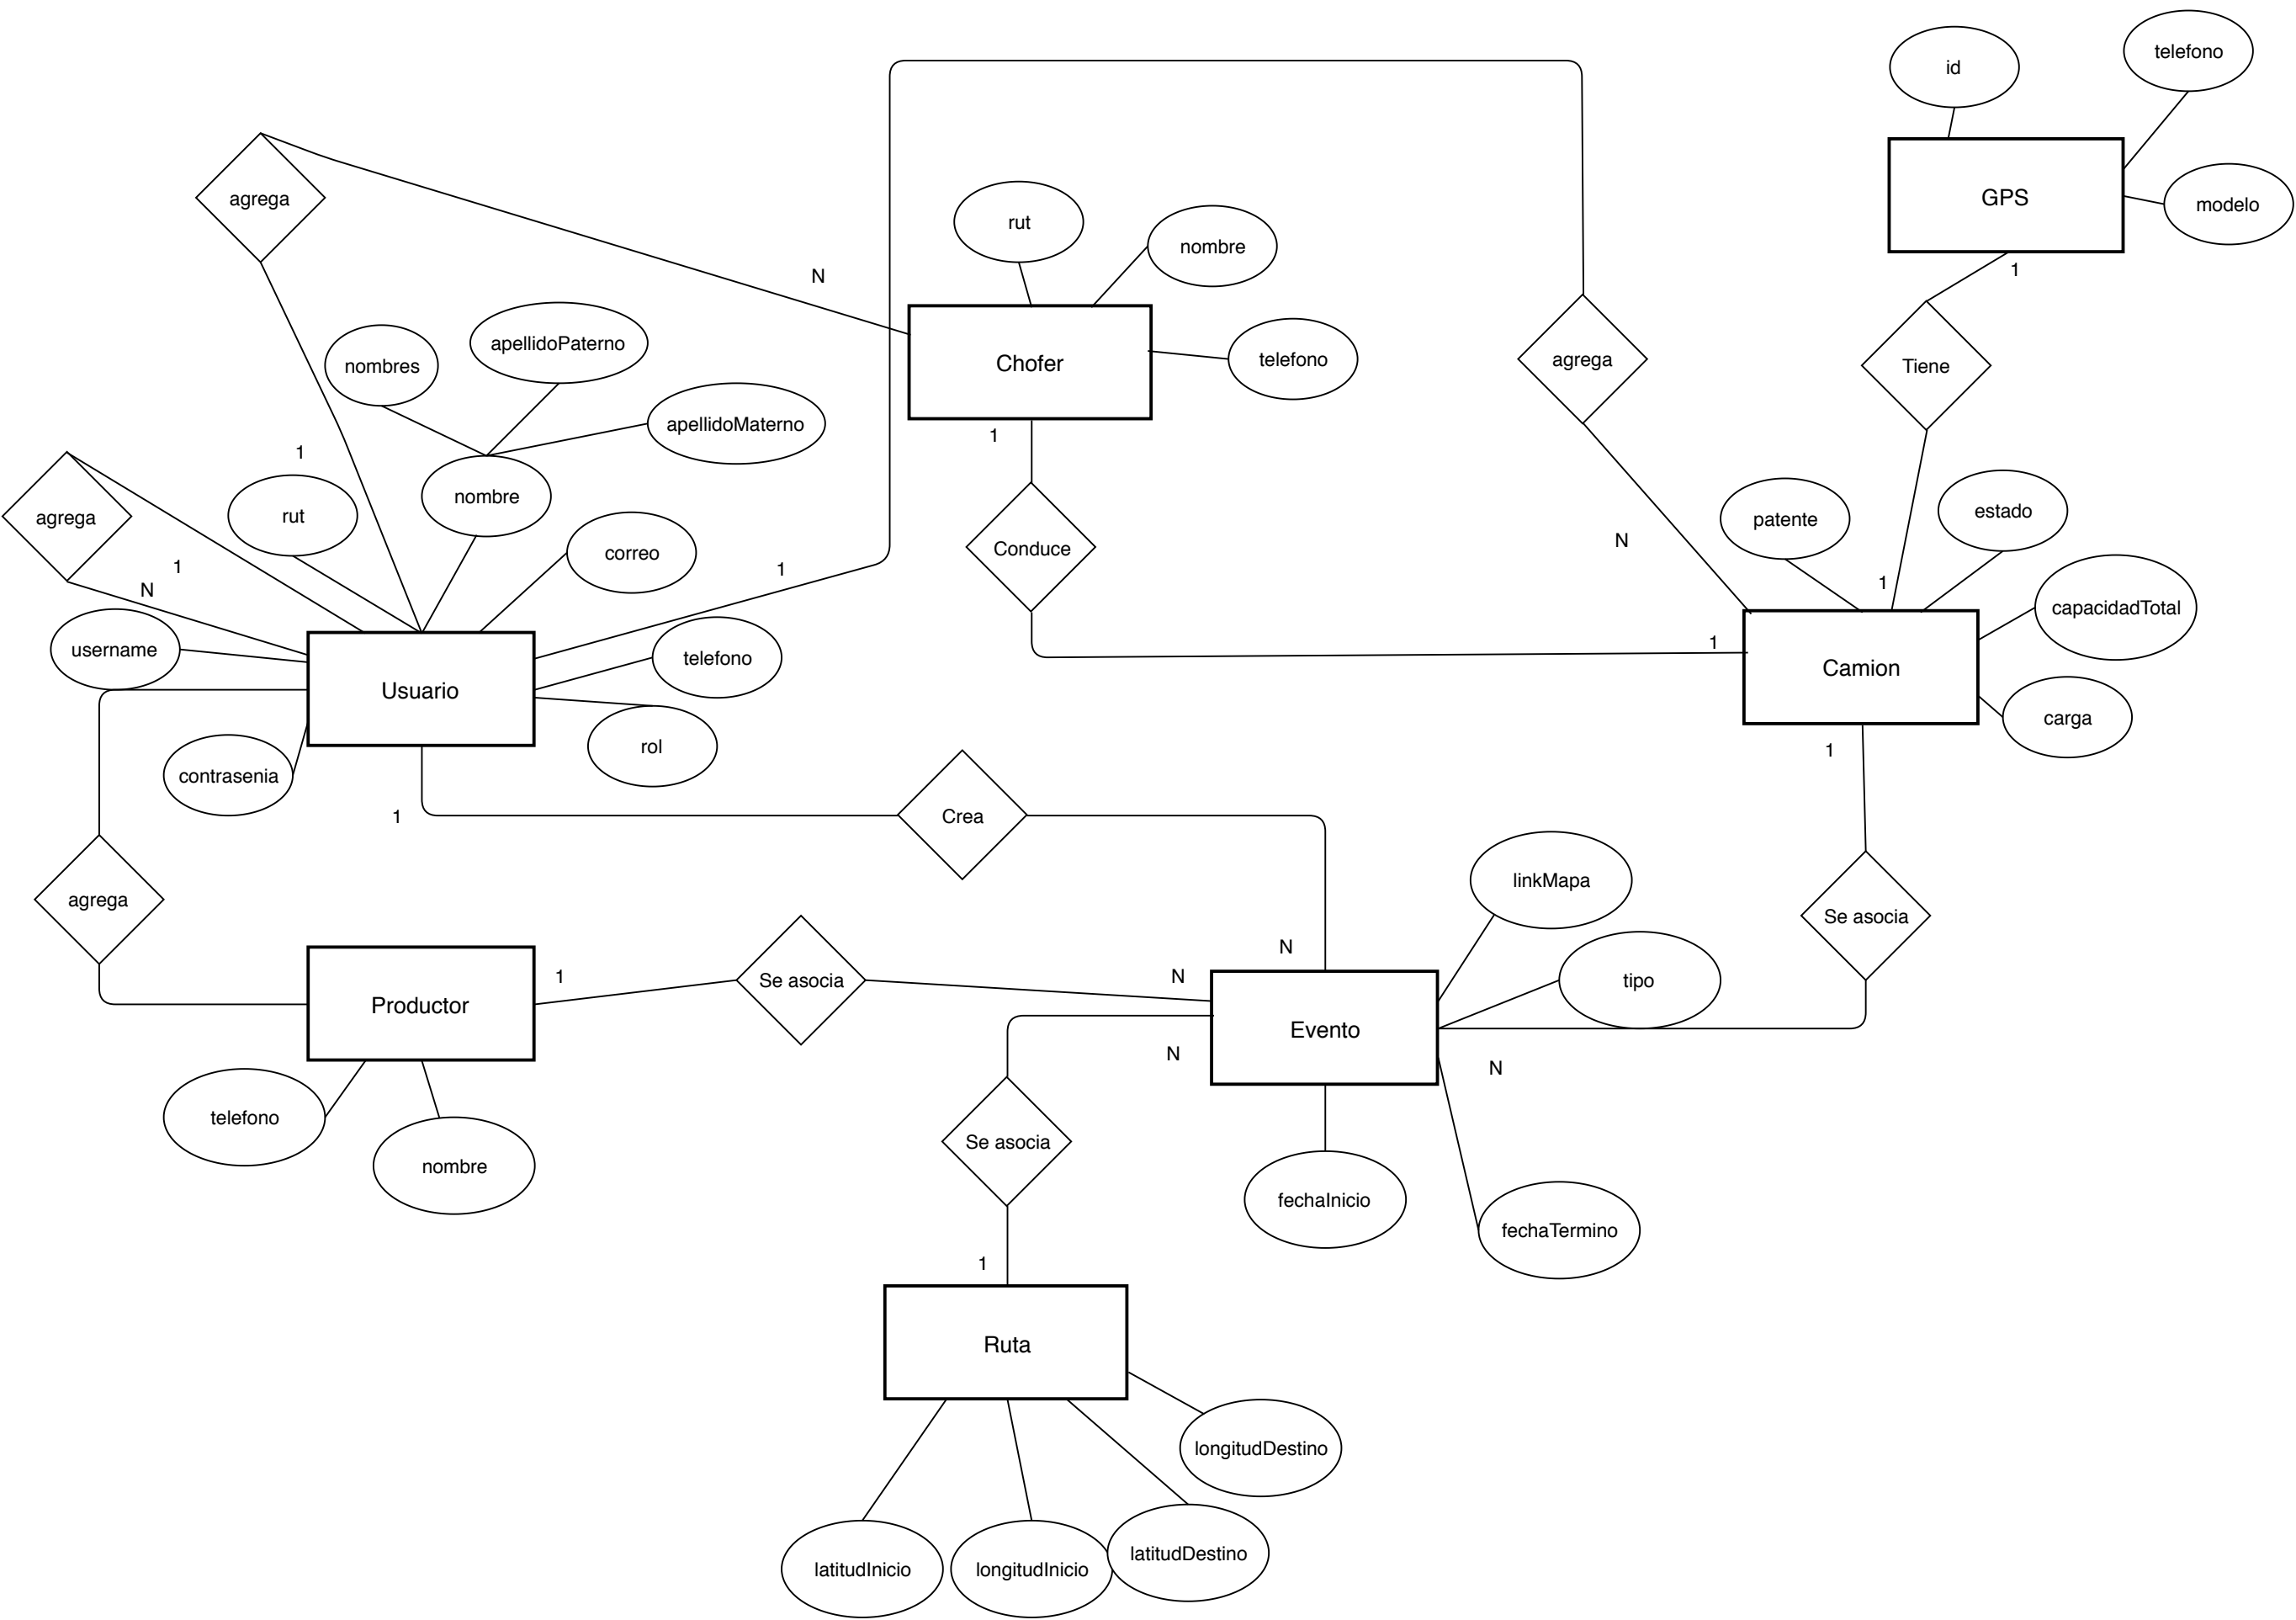 id
telefono
GPS
modelo
1
agrega
N
rut
nombre
Chofer
telefono
1
agrega
N
Tiene
nombres
apellidoPaterno
apellidoMaterno
1
agrega
1
N
rut
nombre
correo
1
Conduce
patente
estado
1
capacidadTotal
1
Camion
carga
1
username
Usuario
telefono
rol
contrasenia
1
Crea
N
linkMapa
Se asocia
agrega
Productor
1
Se asocia
N
Evento
tipo
N
N
telefono
nombre
Se asocia
fechaInicio
fechaTermino
1
Ruta
longitudDestino
latitudInicio
longitudInicio
latitudDestino